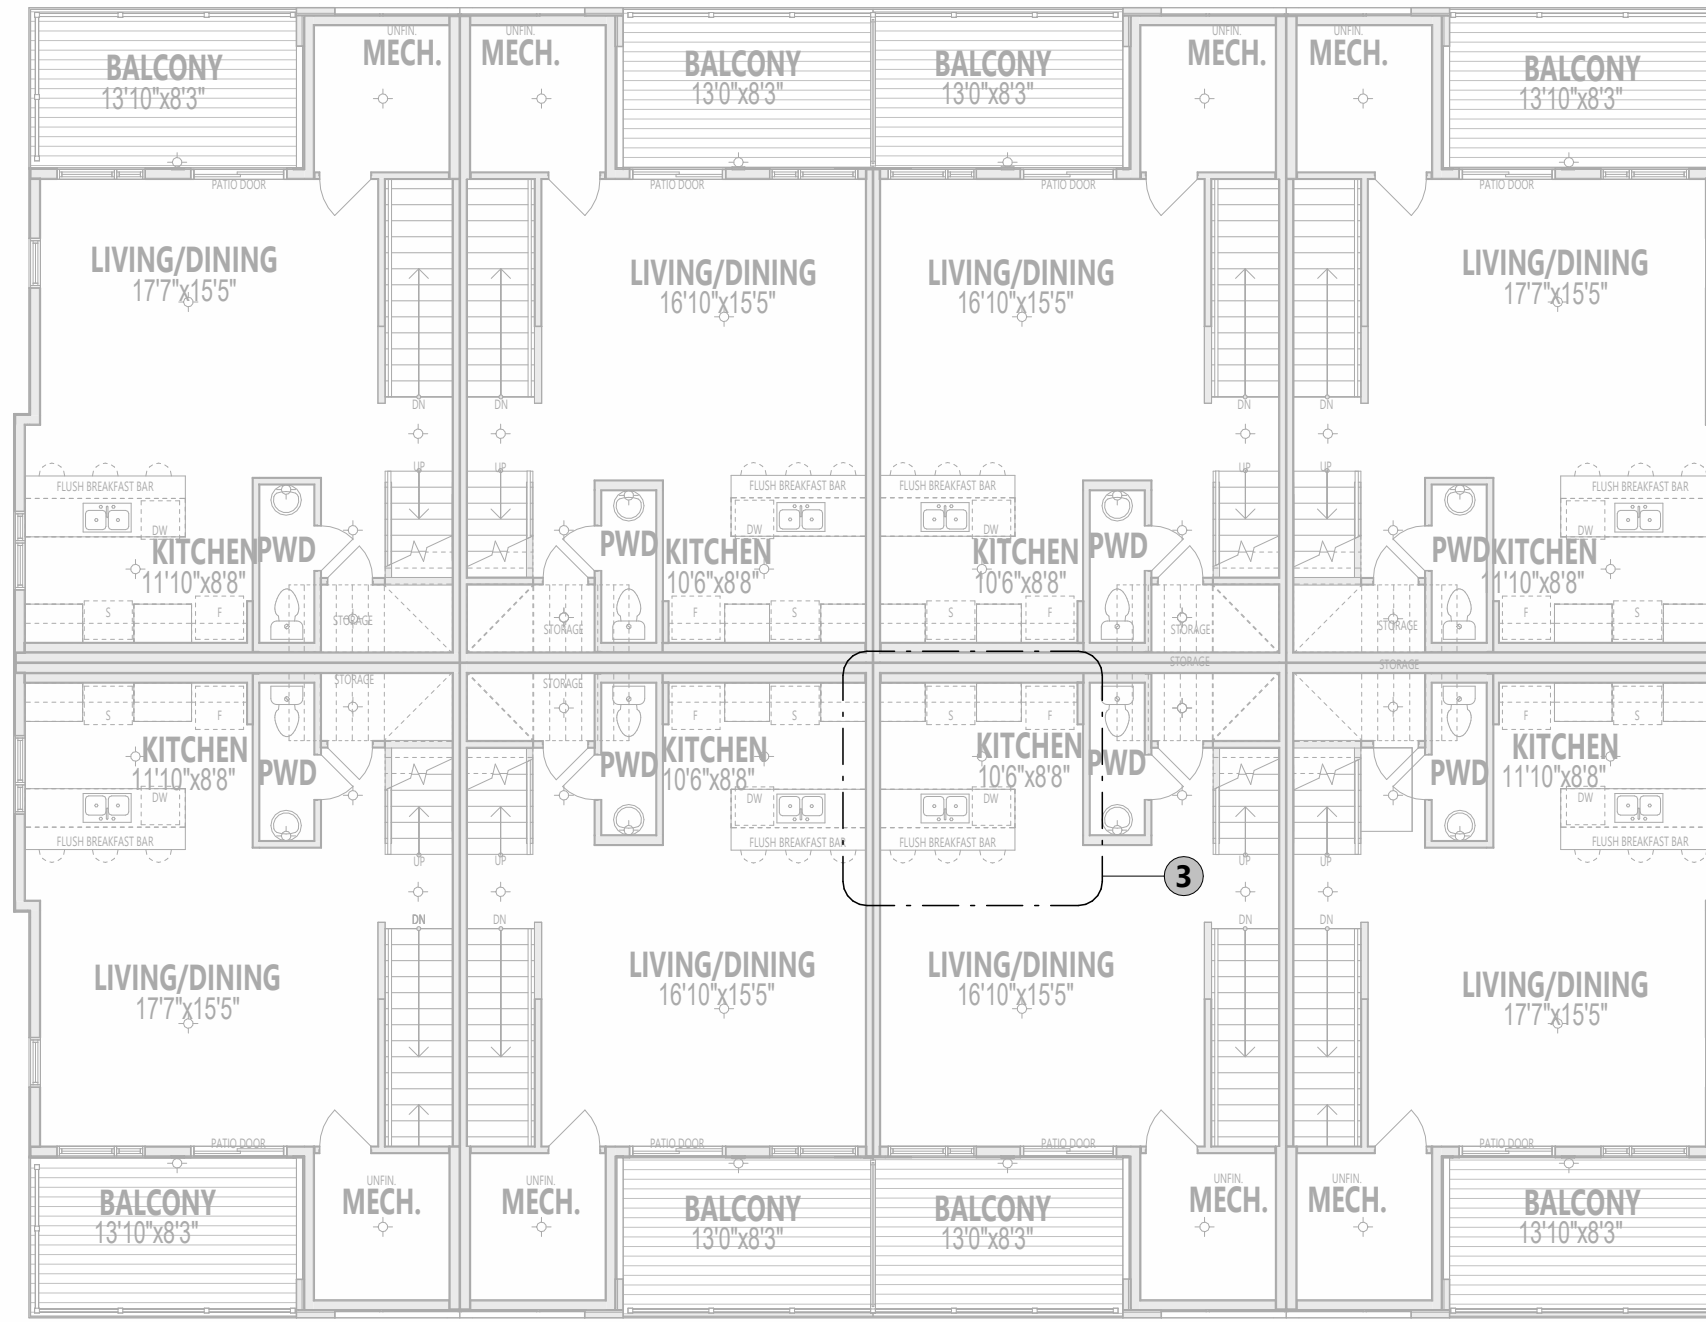 UNFIN.
MECH.
UNFIN.
MECH.
UNFIN.
MECH.
UNFIN.
MECH.
BALCONY
13'10"x8'3"
BALCONY
13'0"x8'3"
BALCONY
13'0"x8'3"
BALCONY
13'10"x8'3"
PATIO DOOR
PATIO DOOR
PATIO DOOR
PATIO DOOR
LIVING/DINING
17'7"x15'5"
LIVING/DINING
16'10"x15'5"
LIVING/DINING
16'10"x15'5"
LIVING/DINING
17'7"x15'5"
DN
DN
DN
DN
UP
UP
UP
UP
FLUSH BREAKFAST BAR
FLUSH BREAKFAST BAR
FLUSH BREAKFAST BAR
FLUSH BREAKFAST BAR
DW
DW
DW
DW
KITCHEN
11'10"x8'8"
PWD
PWD
KITCHEN
10'6"x8'8"
KITCHEN
10'6"x8'8"
PWD
PWD
KITCHEN
11'10"x8'8"
S
F
STORAGE
STORAGE
F
S
S
F
STORAGE
STORAGE
F
S
STORAGE
STORAGE
STORAGE
STORAGE
S
F
F
S
S
F
F
S
KITCHEN
11'10"x8'8"
PWD
PWD
KITCHEN
10'6"x8'8"
KITCHEN
10'6"x8'8"
PWD
PWD
KITCHEN
11'10"x8'8"
DW
DW
DW
DW
FLUSH BREAKFAST BAR
FLUSH BREAKFAST BAR
FLUSH BREAKFAST BAR
FLUSH BREAKFAST BAR
UP
UP
UP
UP
3
DN
DN
DN
DN
LIVING/DINING
17'7"x15'5"
LIVING/DINING
16'10"x15'5"
LIVING/DINING
16'10"x15'5"
LIVING/DINING
17'7"x15'5"
PATIO DOOR
PATIO DOOR
PATIO DOOR
PATIO DOOR
BALCONY
13'10"x8'3"
UNFIN.
MECH.
UNFIN.
MECH.
BALCONY
13'0"x8'3"
BALCONY
13'0"x8'3"
UNFIN.
MECH.
UNFIN.
MECH.
BALCONY
13'10"x8'3"